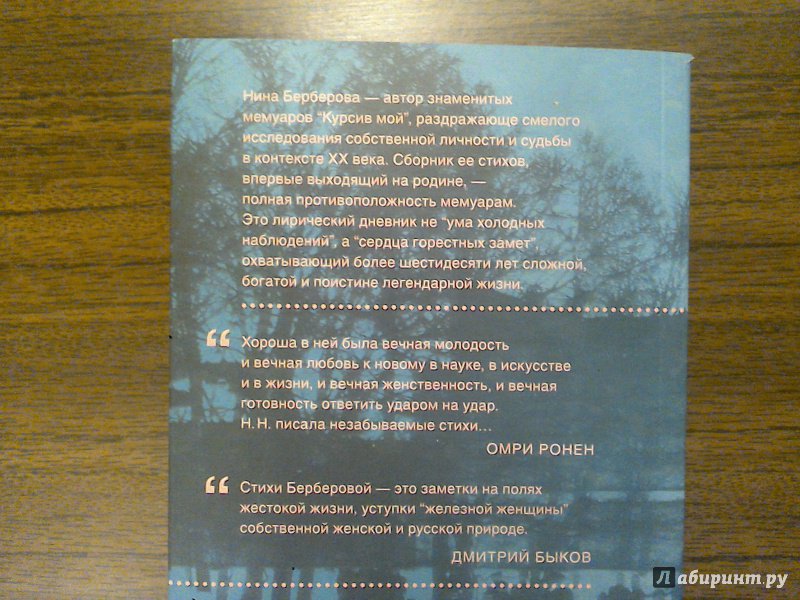 Нина Берберова — автор знаменитых
мемуаров "Курсив мой", раздражающе смелого
исследования собственной личности и судьбы
в контексте XX века. Сборник ее стихов,
впервые выходящий на родине, —
полная противоположность мемуарам.
Это лирический дневник не "ума холодных
наблюдений", а "сердца горестных замет",
охватывающий более шестидесяти лет сложной,
богатой и поистине легендарной жизни.
“ Хороша в ней была вечная молодость
и вечная любовь к новому в науке, в искусстве
и в жизни, и вечная женственность, и вечная
готовность ответить ударом на удар.
Н. Н. писала незабываемые стихи...
ОМРИ РОНЕН
“ Стихи Берберовой — это заметки на полях
жестокой жизни, уступки "железной женщины"
собственной женской и русской природе.
ДМИТРИЙ БЫКОВ
Лабиринт.ру